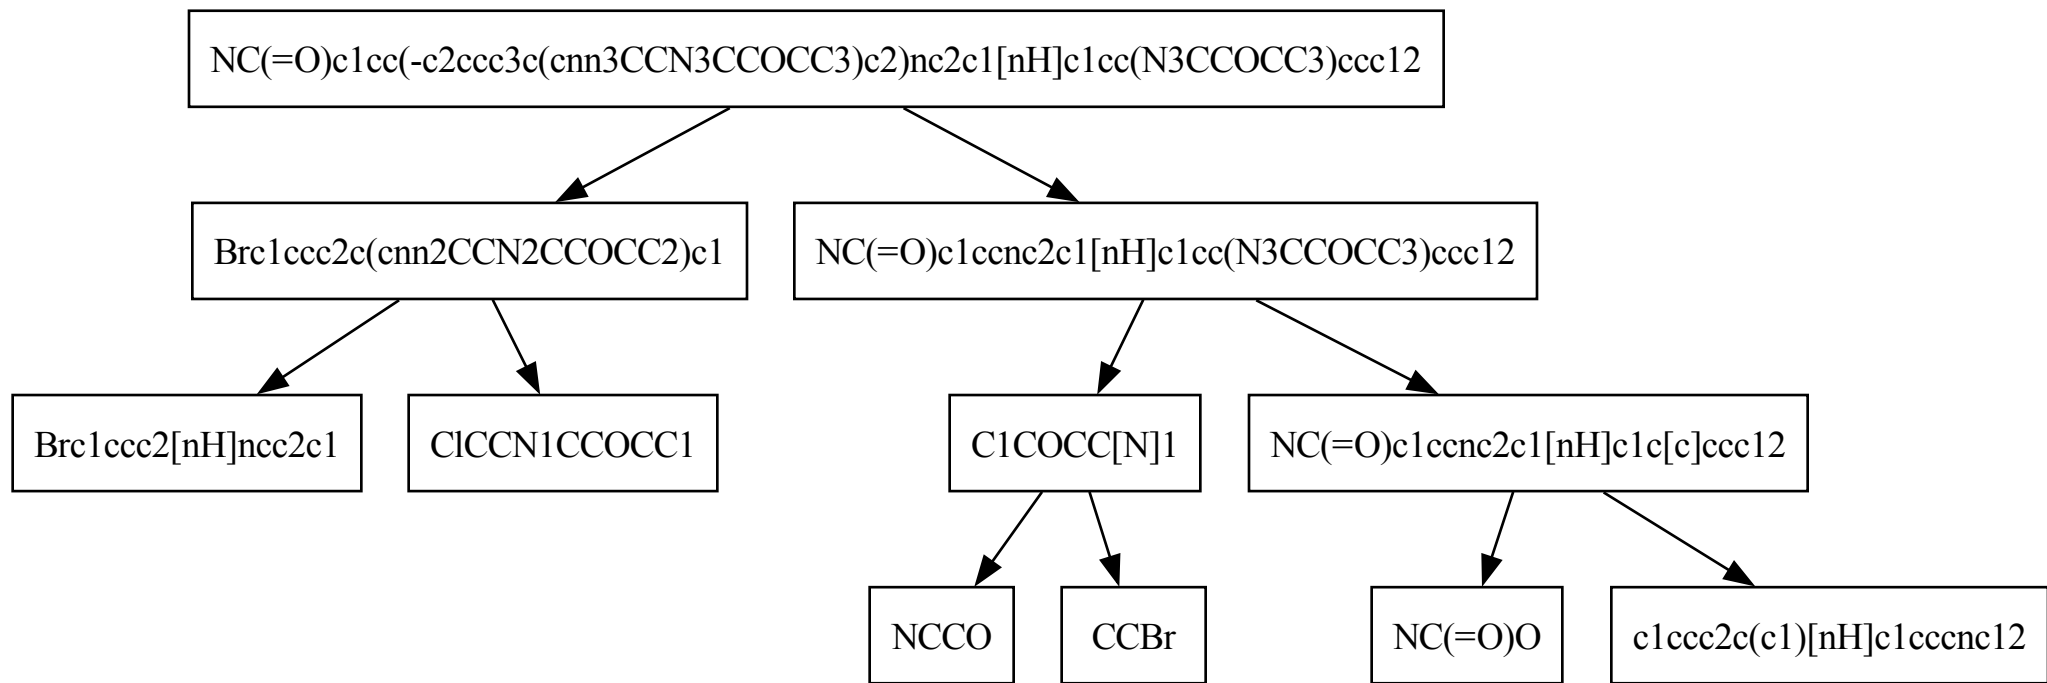 NC(=O)c1cc(-c2ccc3c(cnn3CCN3CCOCC3)c2)nc2c1[nH]c1cc(N3CCOCC3)ccc12
Brc1ccc2c(cnn2CCN2CCOCC2)c1
NC(=O)c1ccnc2c1[nH]c1cc(N3CCOCC3)ccc12
Brc1ccc2[nH]ncc2c1
ClCCN1CCOCC1
C1COCC[N]1
NC(=O)c1ccnc2c1[nH]c1c[c]ccc12
NCCO
CCBr
NC(=O)O
c1ccc2c(c1)[nH]c1cccnc12